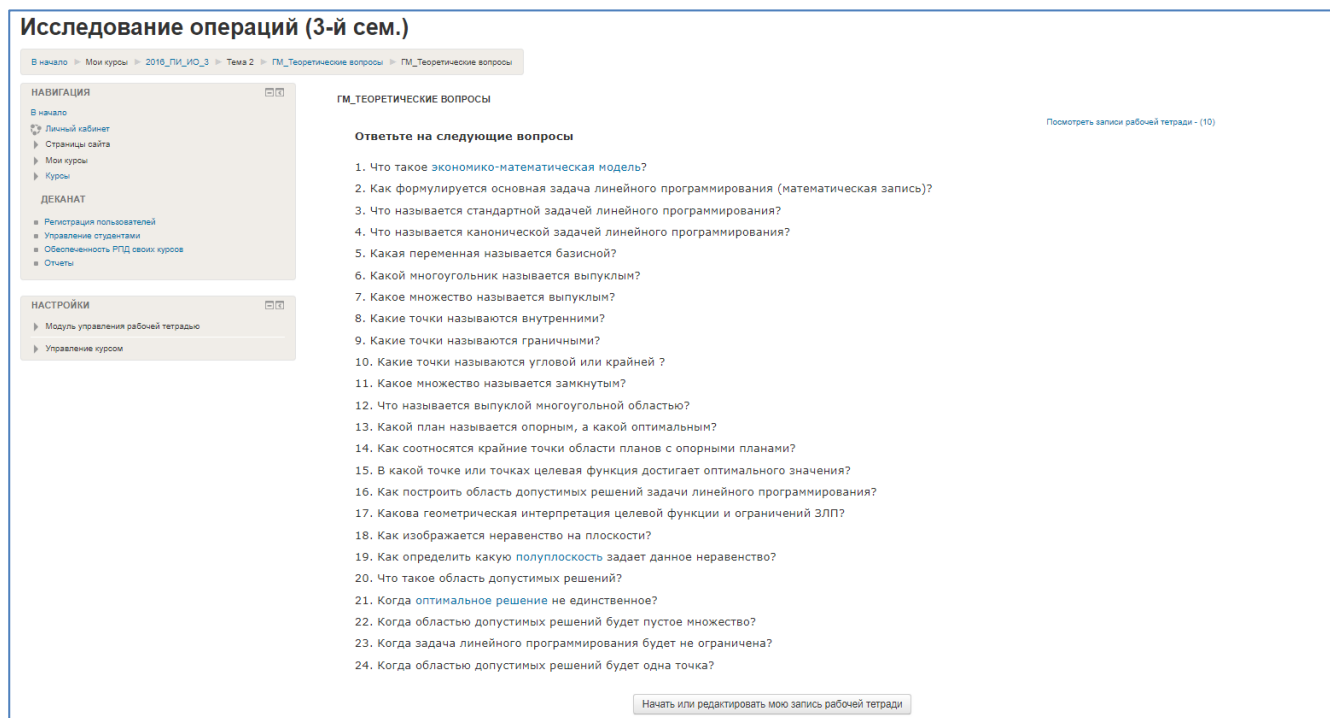 Исследование операций (3-й сем.)
В начало ▶ Мои курсы ▶ 2016_ПИ_ИО_3 ▶ Тема 2 ▶ ГМ_Теоретические вопросы ▶ ГМ_Теоретические вопросы
НАВИГАЦИЯ
В начало
Личный кабинет
Страницы сайта
Мои курсы
Курсы
ДЕКАНАТ
Регистрация пользователей
Управление студентами
Обеспеченность РПД своих курсов
Отчеты
НАСТРОЙКИ
Модуль управления рабочей тетрадью
Управление курсом
ГМ_ТЕОРЕТИЧЕСКИЕ ВОПРОСЫ
Посмотреть записи рабочей тетради - (10)
Ответьте на следующие вопросы
1. Что такое экономико-математическая модель?
2. Как формулируется основная задача линейного программирования (математическая запись)?
3. Что называется стандартной задачей линейного программирования?
4. Что называется канонической задачей линейного программирования?
5. Какая переменная называется базисной?
6. Какой многоугольник называется выпуклым?
7. Какое множество называется выпуклым?
8. Какие точки называются внутренними?
9. Какие точки называются граничными?
10. Какие точки называются угловой или крайней ?
11. Какое множество называется замкнутым?
12. Что называется выпуклой многоугольной областью?
13. Какой план называется опорным, а какой оптимальным?
14. Как соотносятся крайние точки области планов с опорными планами?
15. В какой точке или точках целевая функция достигает оптимального значения?
16. Как построить область допустимых решений задачи линейного программирования?
17. Какова геометрическая интерпретация целевой функции и ограничений ЗЛП?
18. Как изображается неравенство на плоскости?
19. Как определить какую полуплоскость задает данное неравенство?
20. Что такое область допустимых решений?
21. Когда оптимальное решение не единственное?
22. Когда областью допустимых решений будет пустое множество?
23. Когда задача линейного программирования будет не ограничена?
24. Когда областью допустимых решений будет одна точка?
Начать или редактировать мою запись рабочей тетради